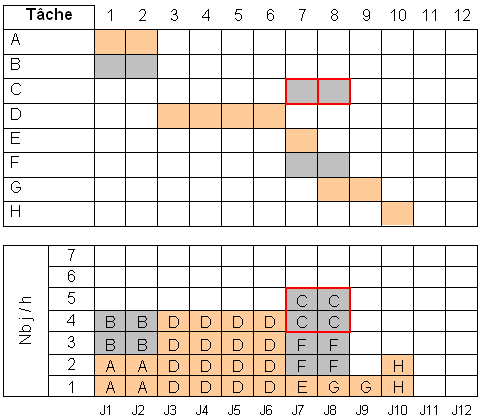 Tâche 1 2 3 4 5 6 7 8 9 10 11 12
A
B
C
D
E
F
G
H
Nb j / h
7
6
5 C C
4 B B D D D D C C
3 B B D D D D F F
2 A A D D D D F F H
1 A A D D D D E G G H
J1 J2 J3 J4 J5 J6 J7 J8 J9 J10 J11 J12